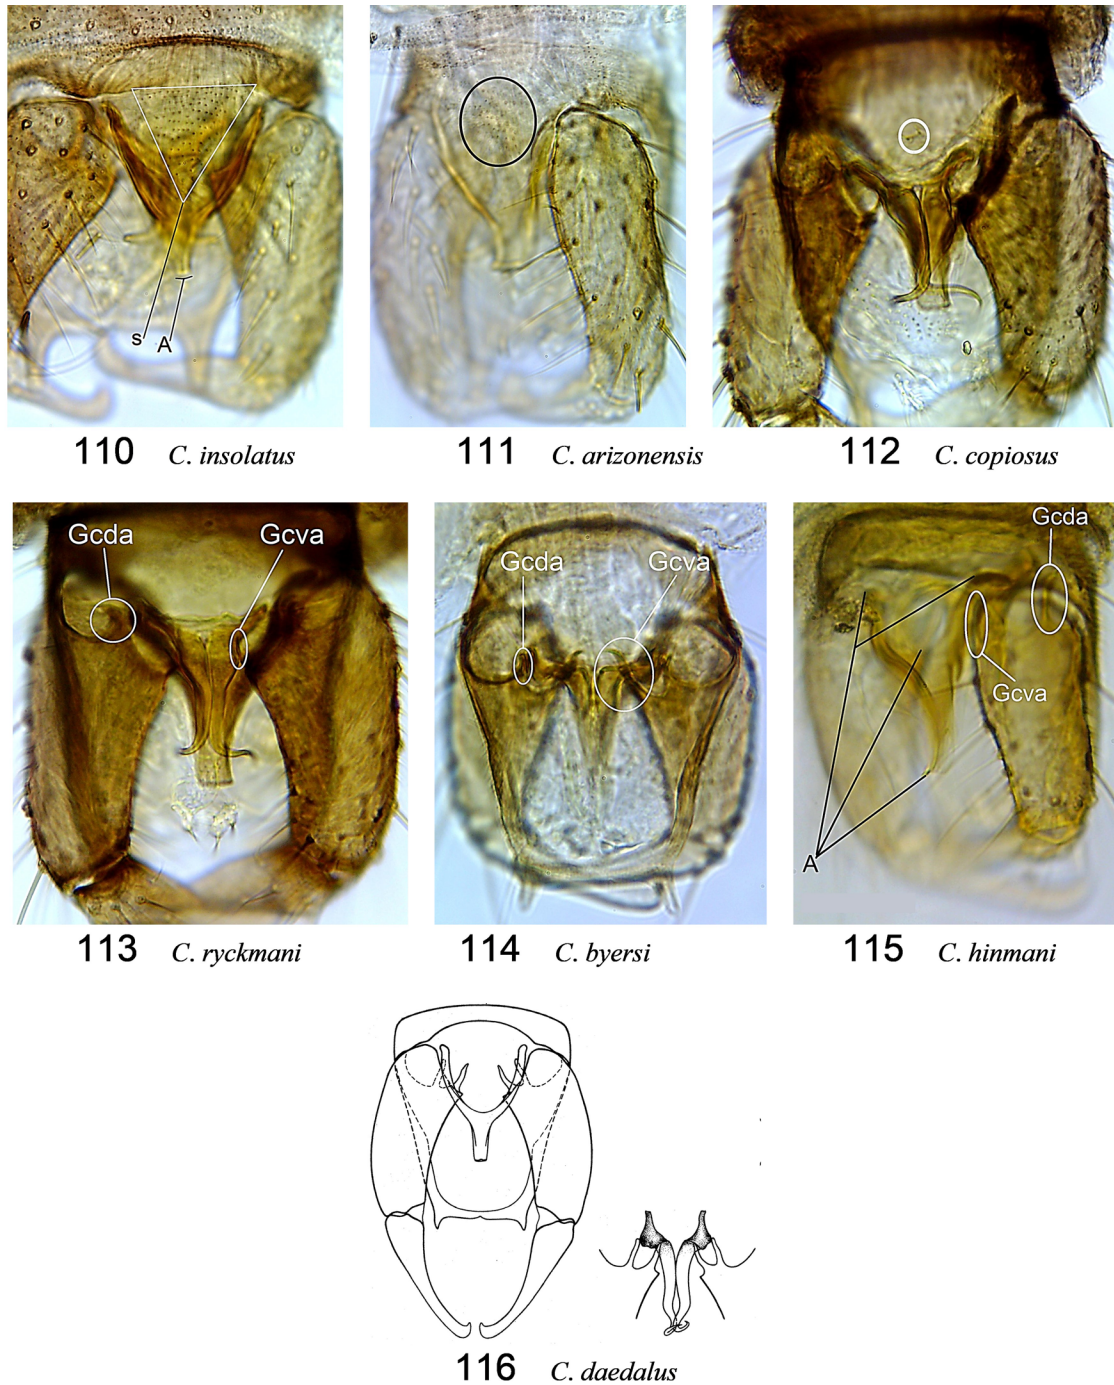 s A
110 C. insolatus
111 C. arizonensis
112 C. copiosus
Gcda Gcva
Gcda Gcva
Gcda
Gcva
A
113 C. ryckmani
114 C. byersi
115 C. hinmani
116 C. daedalus